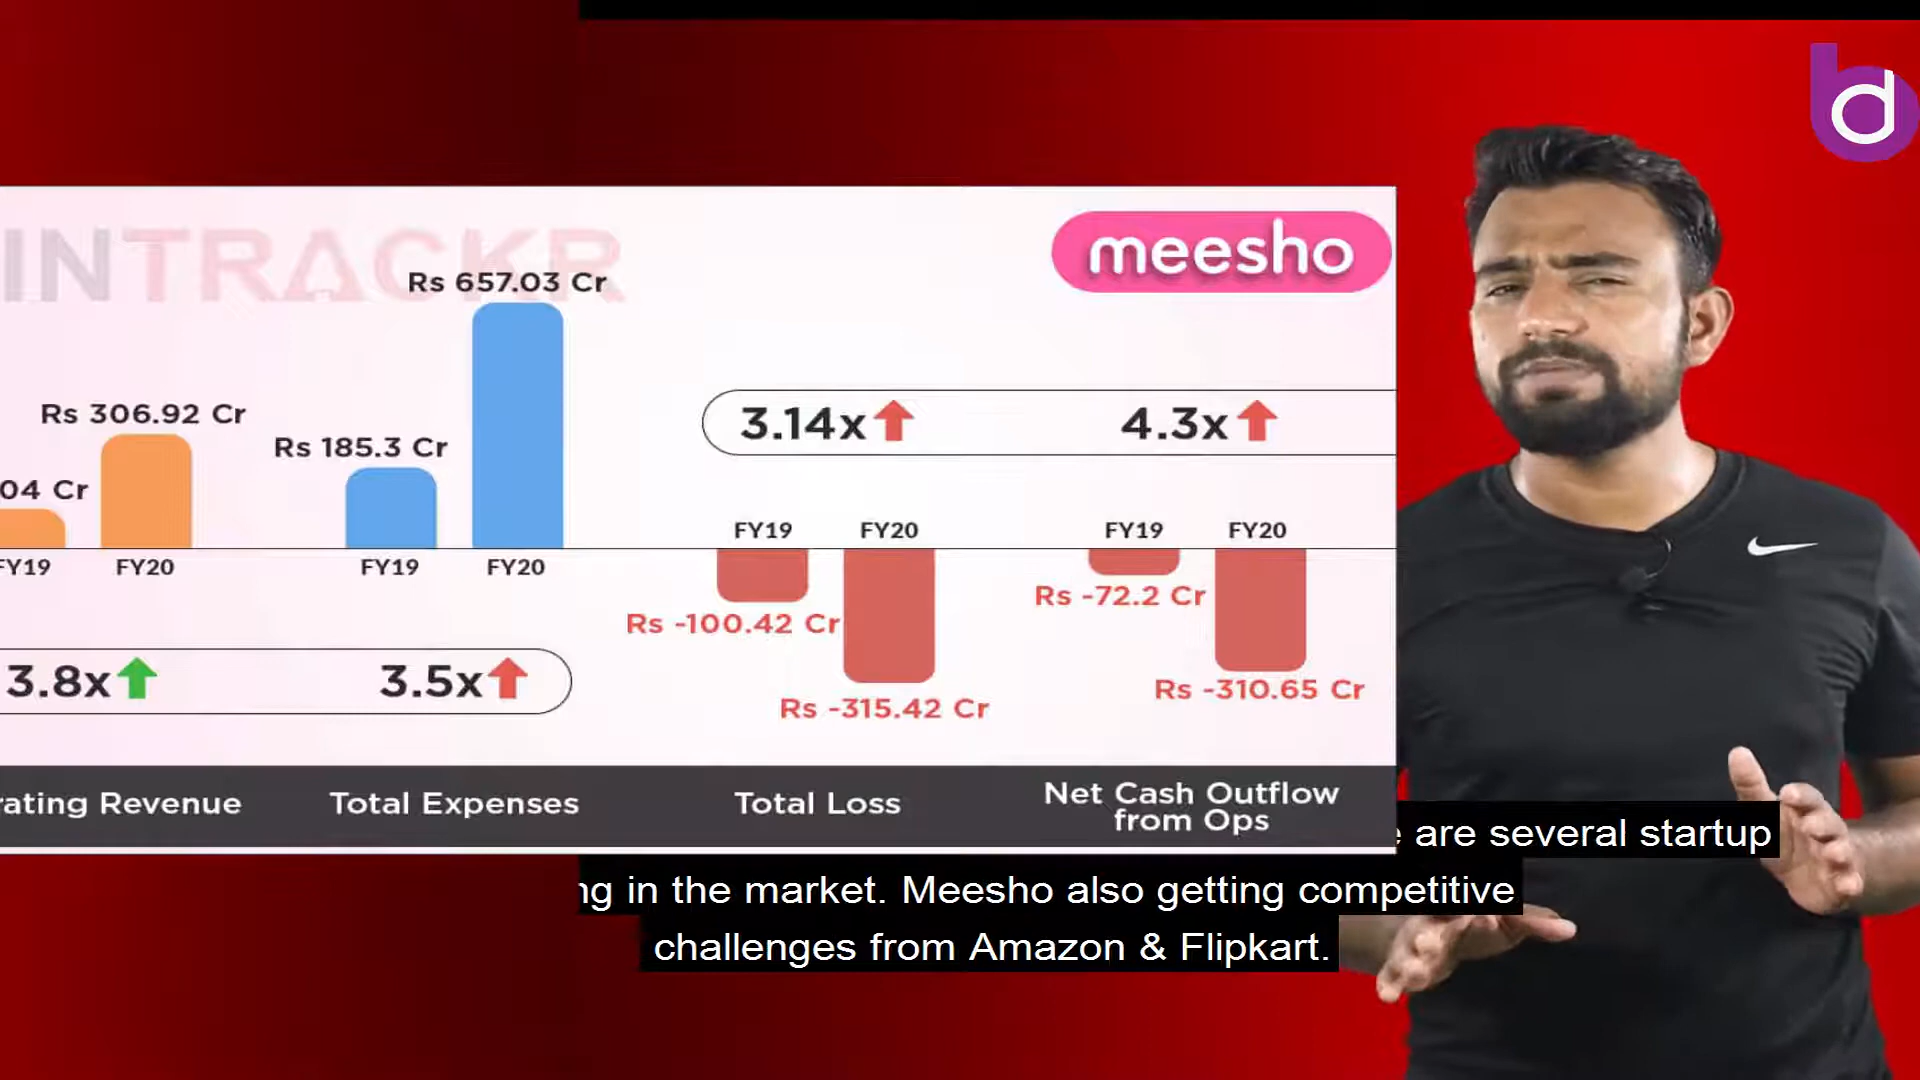 INTRACKR
meesho
Rs 657.03 Cr
Rs 306.92 Cr
Rs 185.3 Cr
04 Cr
3.14x
4.3x
FY19
FY20
FY19
FY20
FY19
FY20
FY19
FY20
Rs -100.42 Cr
Rs -72.2 Cr
Rs -315.42 Cr
Rs -310.65 Cr
3.8x
3.5x
rating Revenue
Total Expenses
Total Loss
Net Cash Outflow
from Ops
are several startup
in the market. Meesho also getting competitive
challenges from Amazon & Flipkart.